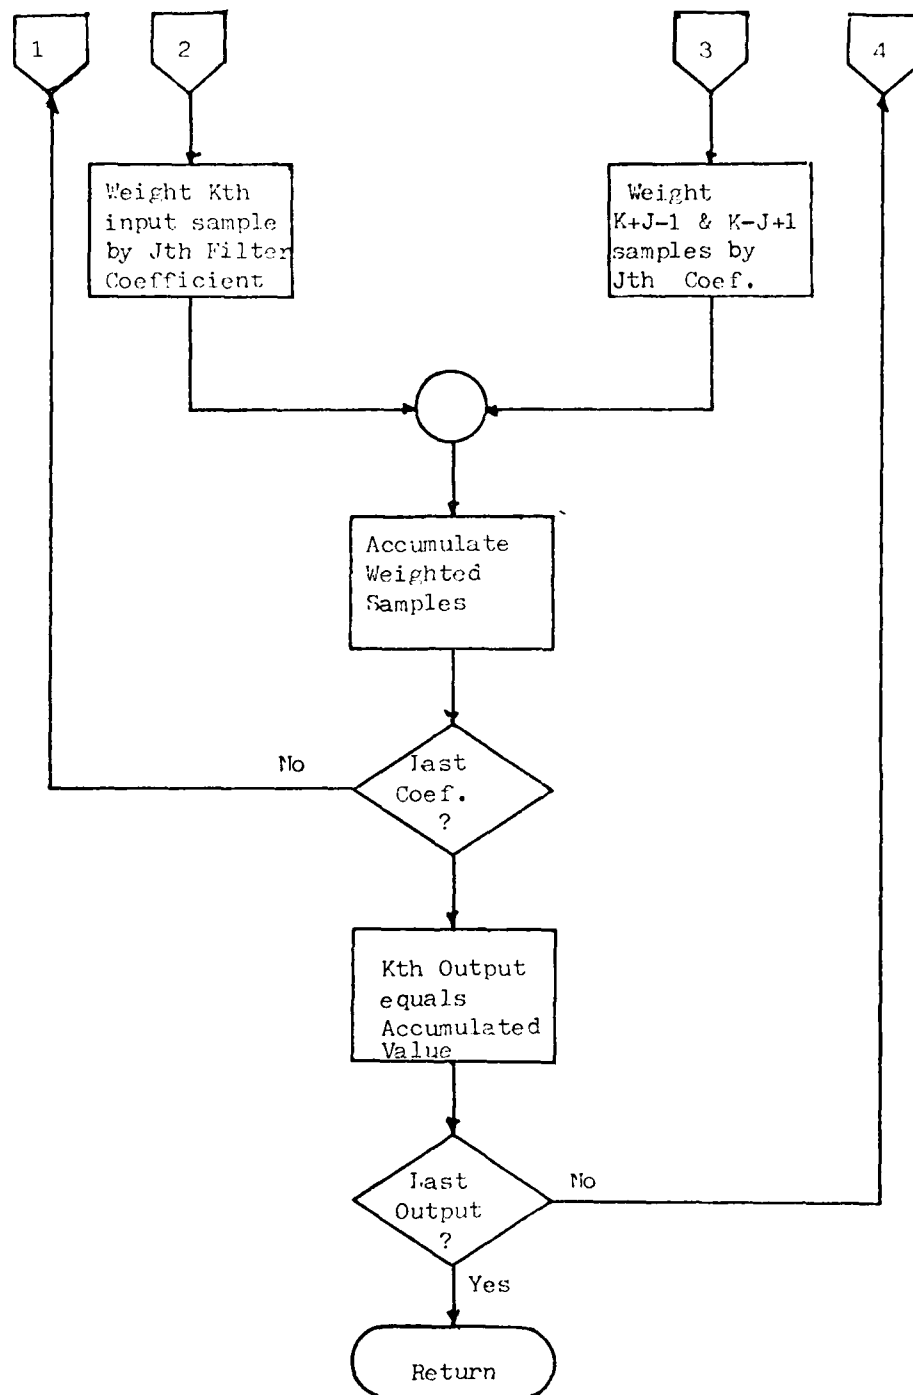 1
2
3
4
Weight Kth
input sample
by Jth Filter
Coefficient
Weight
K+J-1 & K-J+1
samples by
Jth Coef.
Accumulate
Weighted
Samples
No
Last
Coef.
?
Kth Output
equals
Accumulated
Value
Last
Output
?
No
Yes
Return